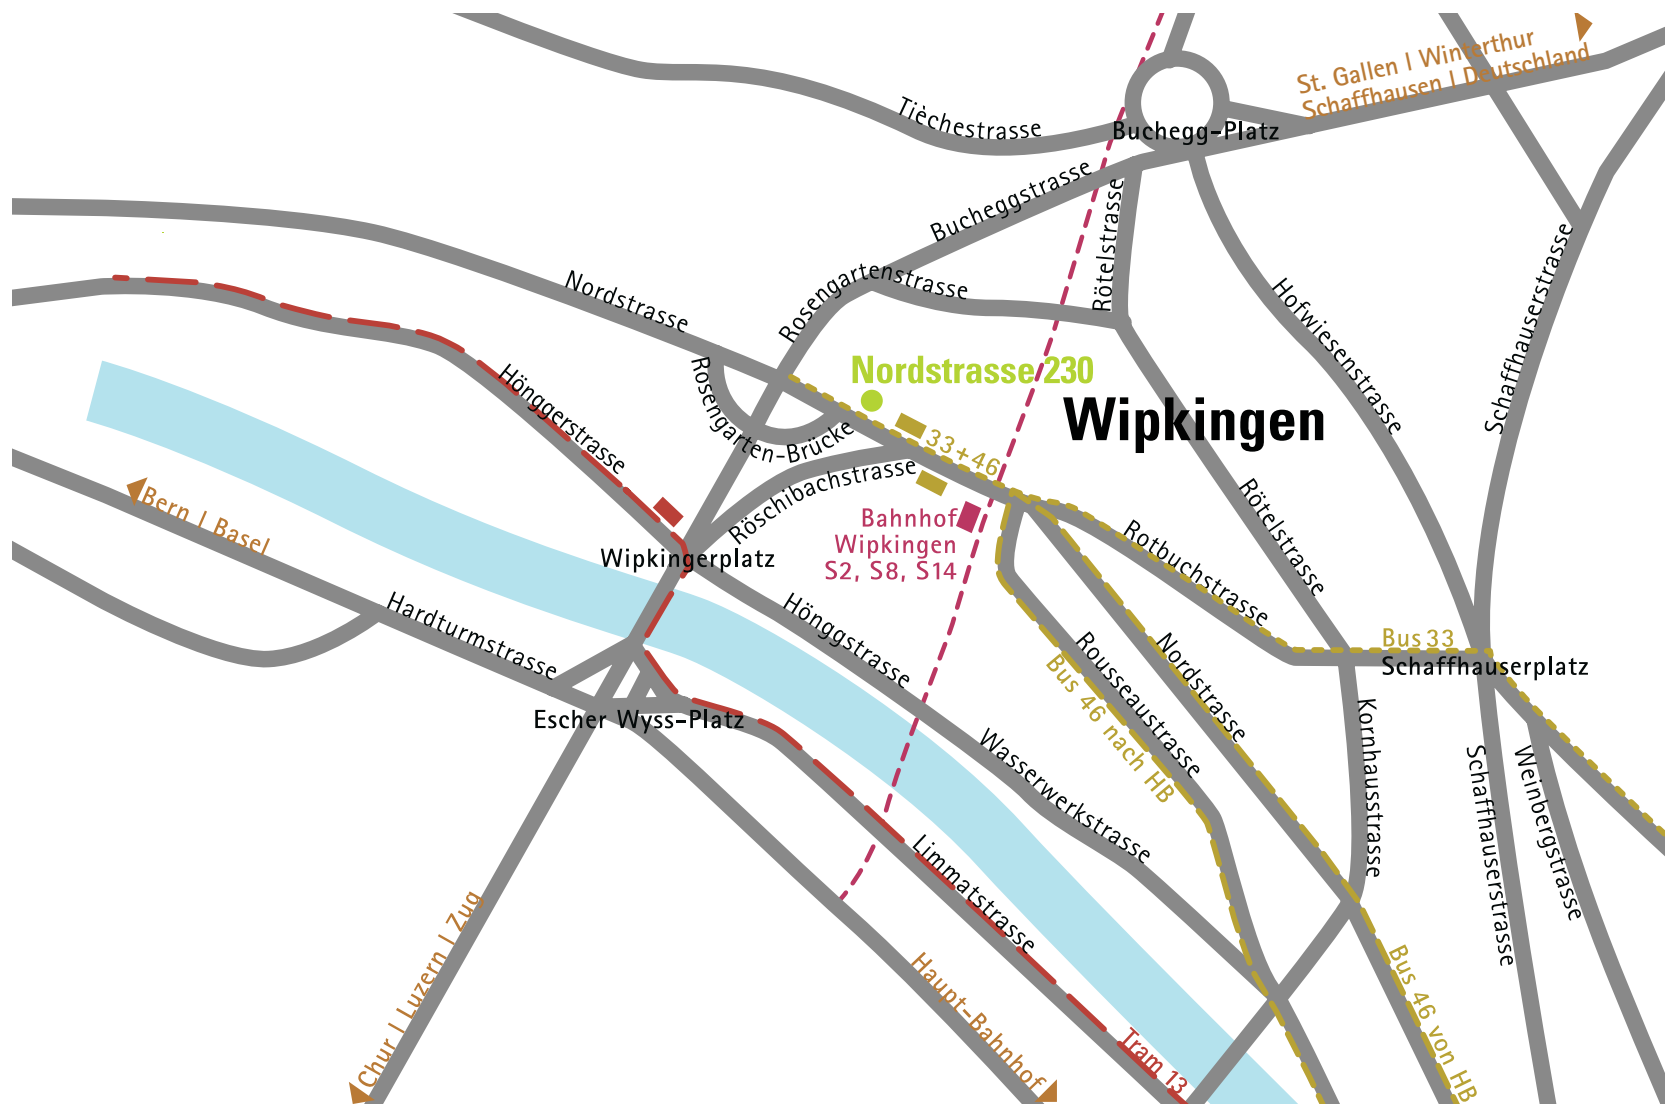 St. Gallen | Winterthur
Schaffhausen | Deutschland
Tièchestrasse
Buchegg-Platz
Bucheggstrasse
Rötelstrasse
Schaffhauserstrasse
Nordstrasse
Rosengartenstrasse
Hofwiesenstrasse
Nordstrasse 230
Wipkingen
Hönggerstrasse
Rosengarten-Brücke
33+46
Röschibachstrasse
Rötelstrasse
Bern | Basel
Bahnhof
Wipkingen
S2, S8, S14
Rotbuchstrasse
Wipkingerplatz
Hardturmstrasse
Hönggstrasse
Rousseaustrasse
Bus 46 nach HB
Nordstrasse
Bus 33
Schaffhauserplatz
Escher Wyss-Platz
Wasserwerkstrasse
Kornhausstrasse
Schaffhauserstrasse
Weinbergstrasse
Limmatstrasse
Chur | Luzern | Zug
Haupt-Bahnhof
Tram 13
Bus 46 von HB